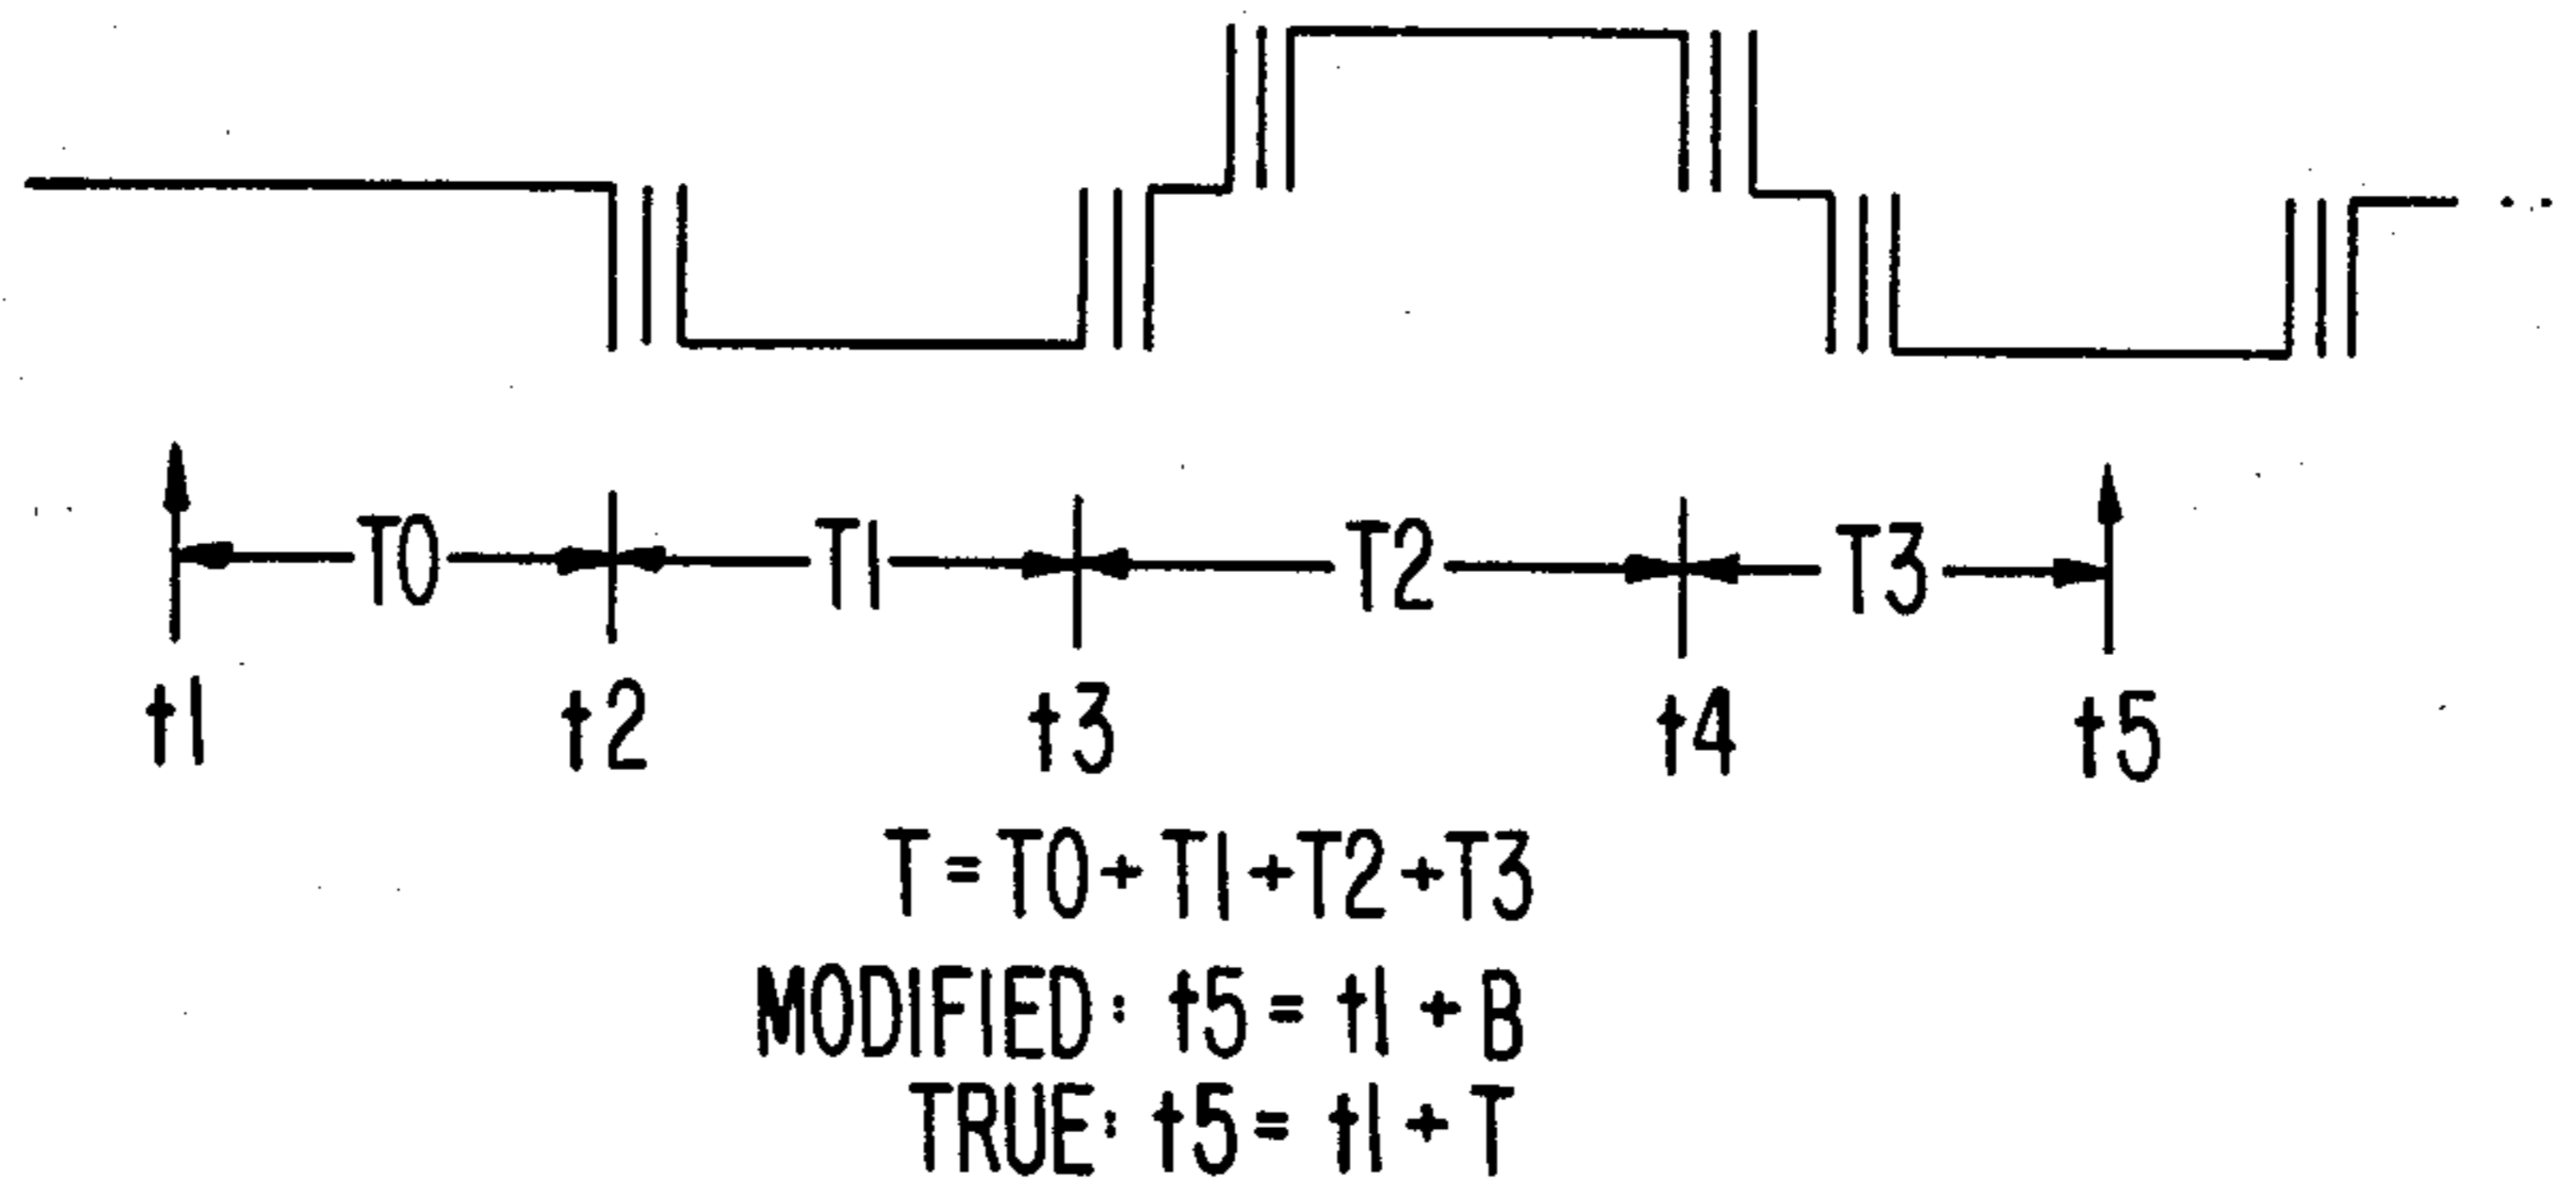 T0 T1 T2 T3
t1 t2 t3 t4 t5
T = T0 + T1 + T2 + T3
MODIFIED: t5 = t1 + B
TRUE: t5 = t1 + T